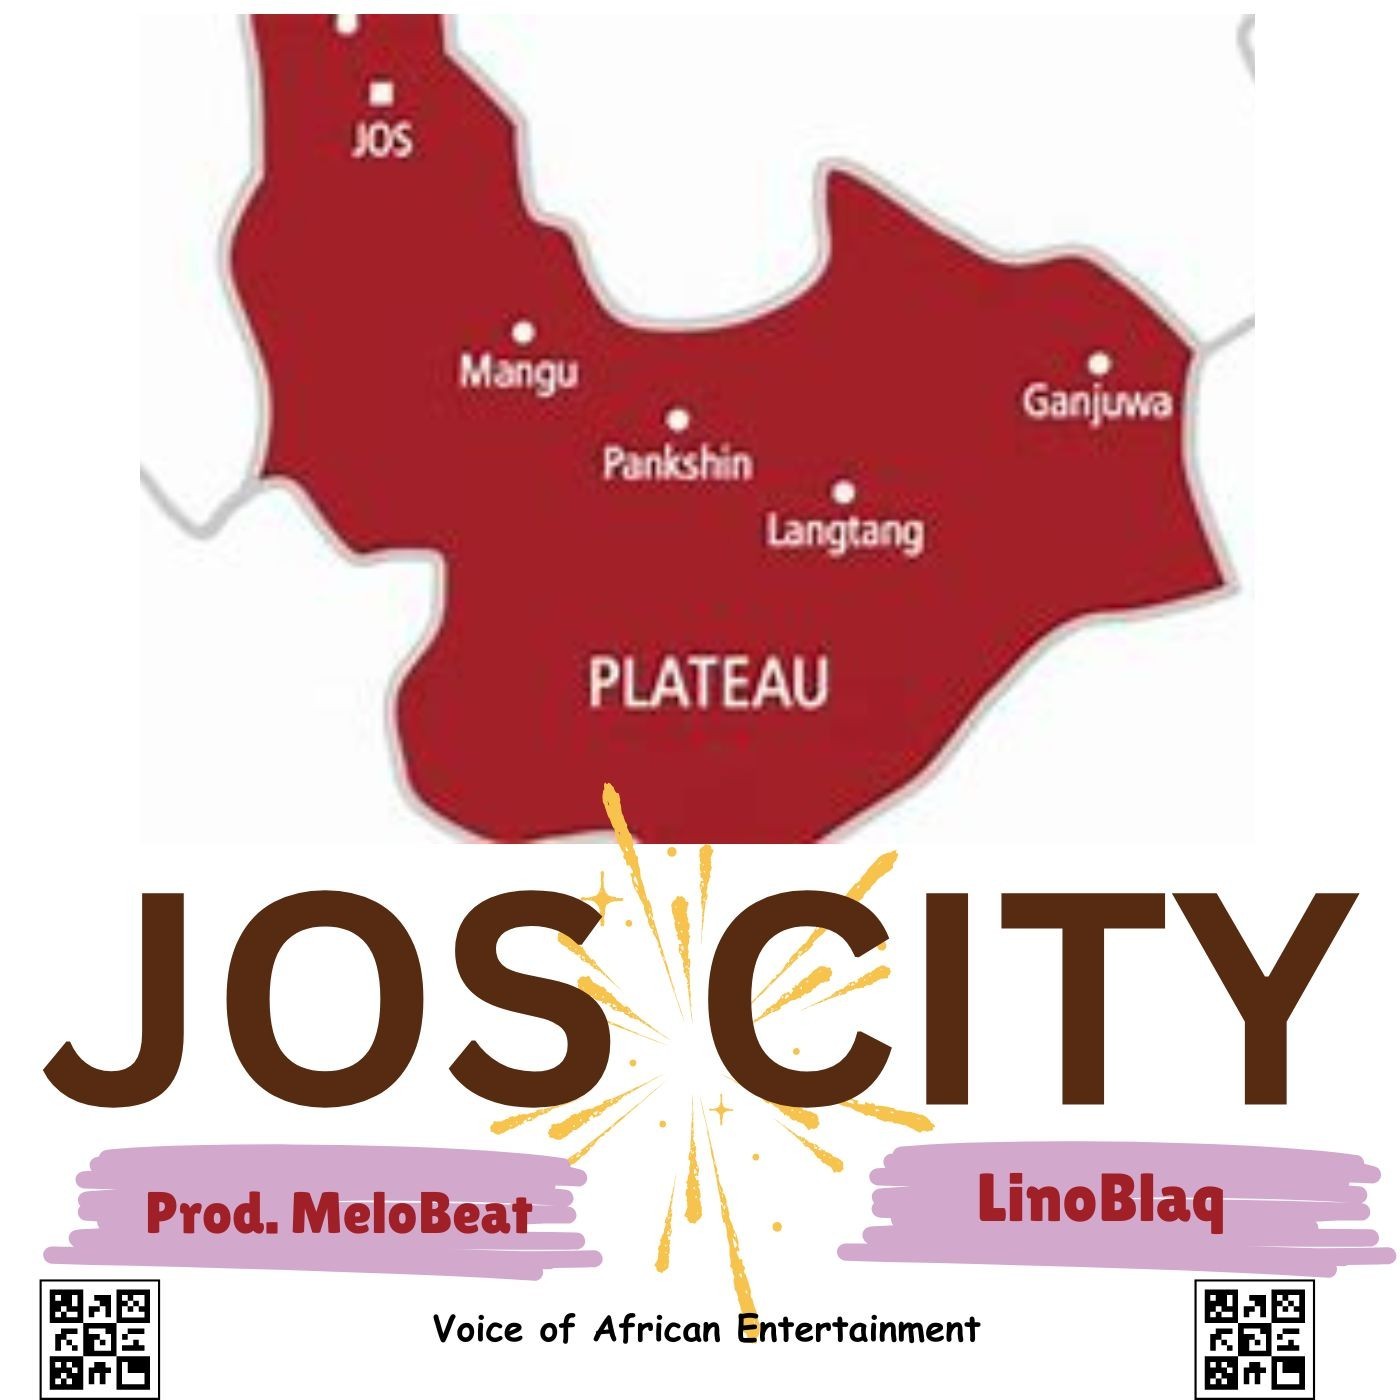 JOS
Mangu
Ganjuwa
Pankshin
Langtang
PLATEAU
JOS CITY
Prod. MeloBeat
LinoBlaq
Voice of African Entertainment